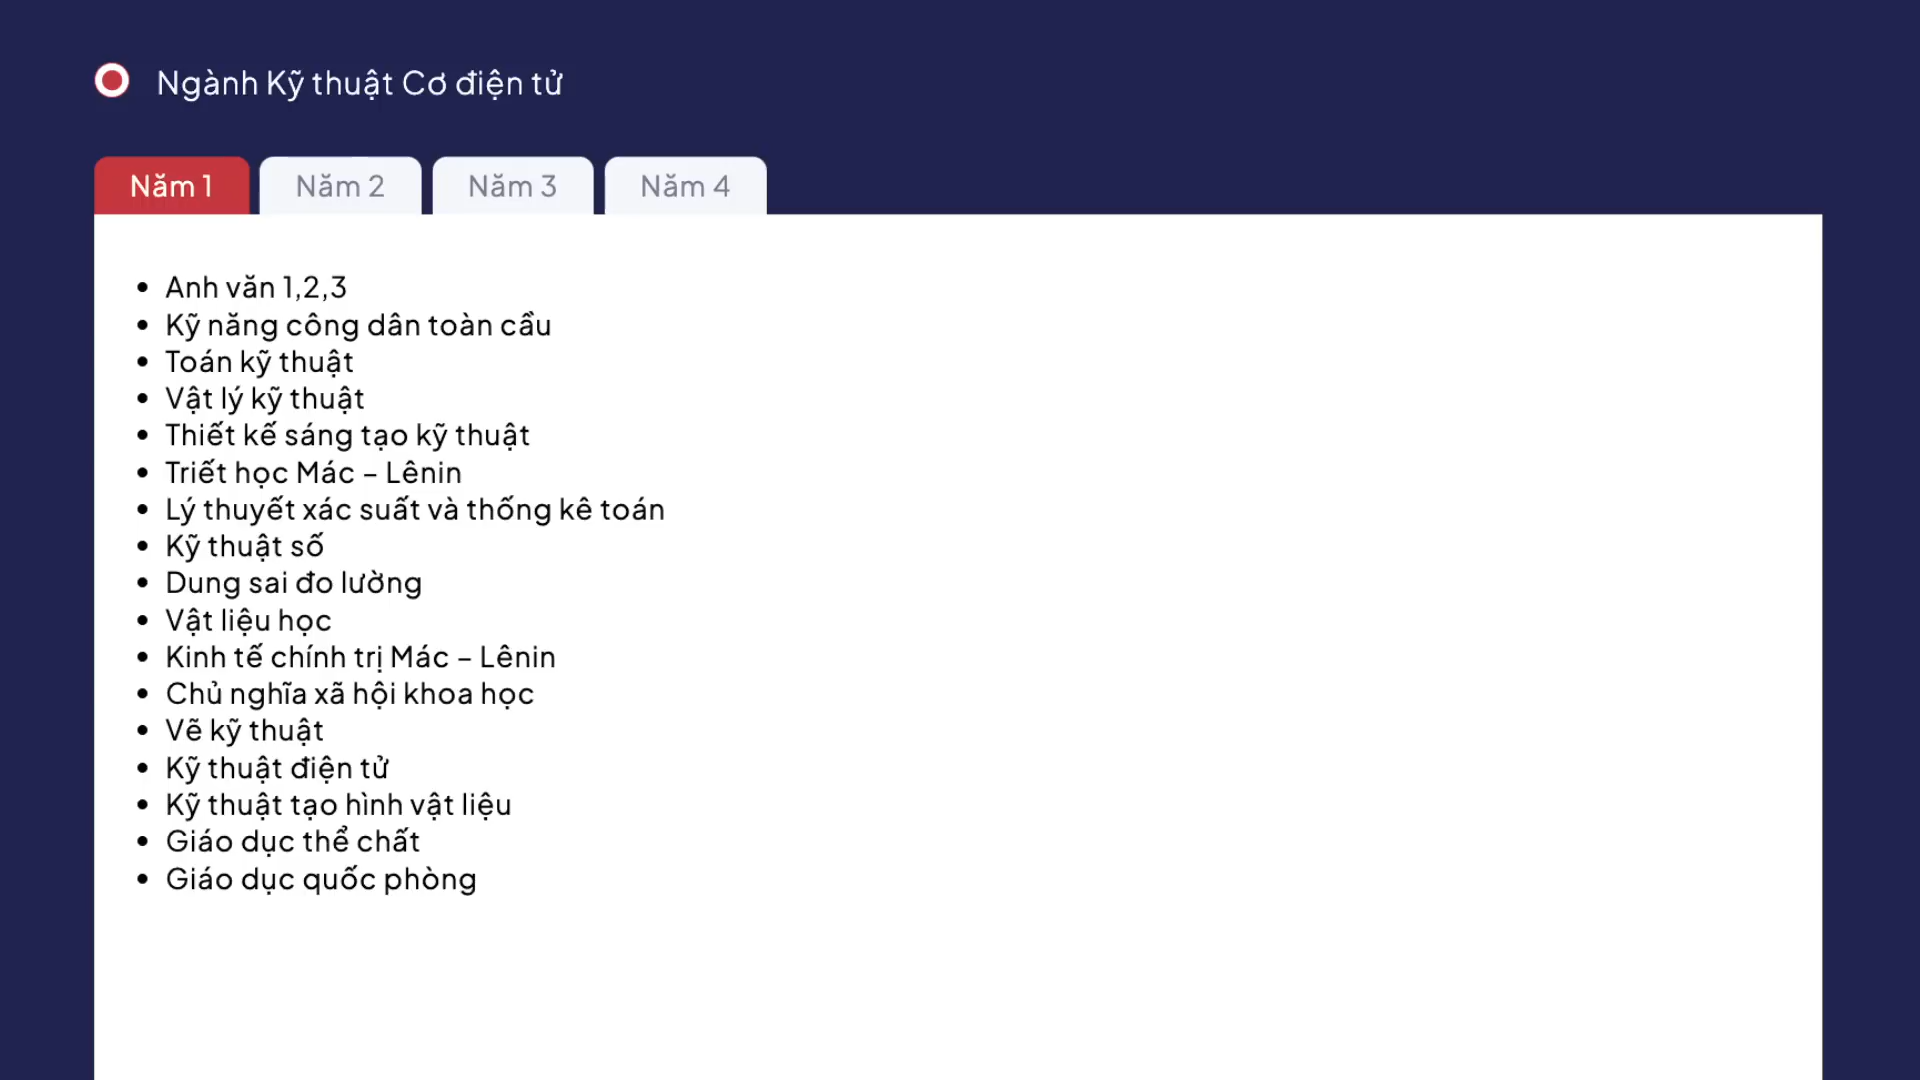 Ngành Kỹ thuật Cơ điện tử
Năm 1
Năm 2
Năm 3
Năm 4
Anh văn 1,2,3
Kỹ năng công dân toàn cầu
Toán kỹ thuật
Vật lý kỹ thuật
Thiết kế sáng tạo kỹ thuật
Triết học Mác – Lênin
Lý thuyết xác suất và thống kê toán
Kỹ thuật số
Dung sai đo lường
Vật liệu học
Kinh tế chính trị Mác – Lênin
Chủ nghĩa xã hội khoa học
Vẽ kỹ thuật
Kỹ thuật điện tử
Kỹ thuật tạo hình vật liệu
Giáo dục thể chất
Giáo dục quốc phòng